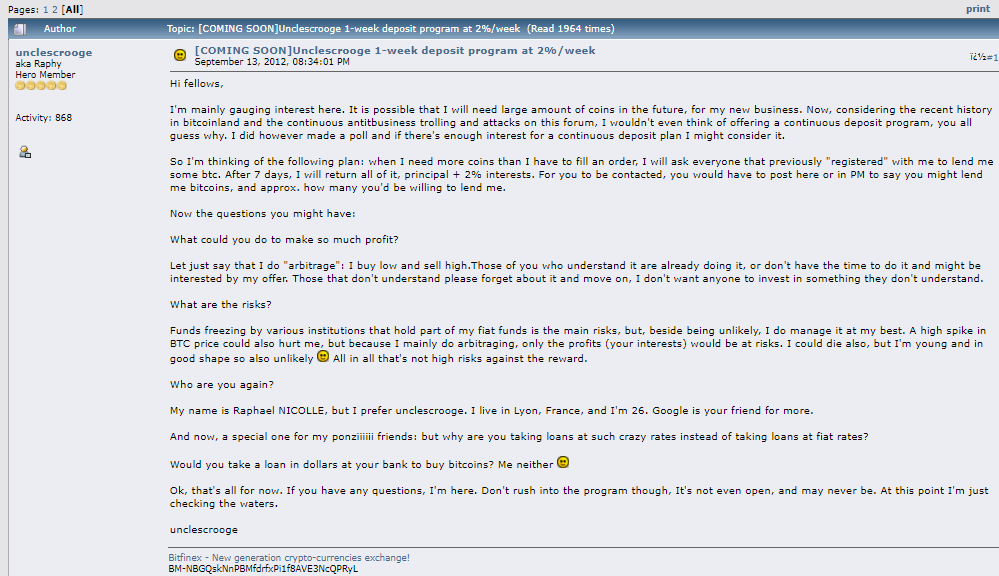 Pages: 1 2 [All]
print
Author
Topic: [COMING SOON]Unclescrooge 1-week deposit program at 2%/week (Read 1964 times)
unclescrooge
aka Raphy
Hero Member
Activity: 868
[COMING SOON]Unclescrooge 1-week deposit program at 2%/week
September 13, 2012, 08:34:01 PM
�#1
Hi fellows,
I'm mainly gauging interest here. It is possible that I will need large amount of coins in the future, for my new business. Now, considering the recent history
in bitcoinland and the continuous antitbusiness trolling and attacks on this forum, I wouldn't even think of offering a continuous deposit program, you all
guess why. I did however made a poll and if there's enough interest for a continuous deposit plan I might consider it.
So I'm thinking of the following plan: when I need more coins than I have to fill an order, I will ask everyone that previously "registered" with me to lend me
some btc. After 7 days, I will return all of it, principal + 2% interests. For you to be contacted, you would have to post here or in PM to say you might lend
me bitcoins, and approx. how many you'd be willing to lend me.
Now the questions you might have:
What could you do to make so much profit?
Let just say that I do "arbitrage": I buy low and sell high.Those of you who understand it are already doing it, or don't have the time to do it and might be
interested by my offer. Those that don't understand please forget about it and move on, I don't want anyone to invest in something they don't understand.
What are the risks?
Funds freezing by various institutions that hold part of my fiat funds is the main risks, but, beside being unlikely, I do manage it at my best. A high spike in
BTC price could also hurt me, but because I mainly do arbitraging, only the profits (your interests) would be at risks. I could die also, but I'm young and in
good shape so also unlikely All in all that's not high risks against the reward.
Who are you again?
My name is Raphael NICOLLE, but I prefer unclescrooge. I live in Lyon, France, and I'm 26. Google is your friend for more.
And now, a special one for my ponziiiiii friends: but why are you taking loans at such crazy rates instead of taking loans at fiat rates?
Would you take a loan in dollars at your bank to buy bitcoins? Me neither
Ok, that's all for now. If you have any questions, I'm here. Don't rush into the program though, It's not even open, and may never be. At this point I'm just
checking the waters.
unclescrooge
Bitfinex - New generation crypto-currencies exchange!
BM-NBGQskNnPBMfdrfxPi1f8AVE3NcQPRyL